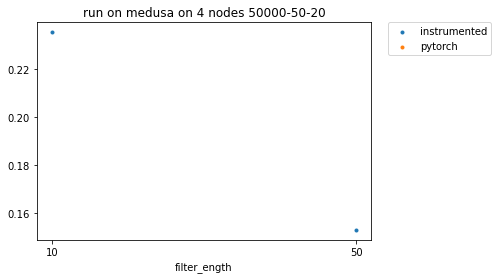 run on medusa on 4 nodes 50000-50-20
instrumented
pytorch
0.22
0.20
0.18
0.16
10
50
filter_ength